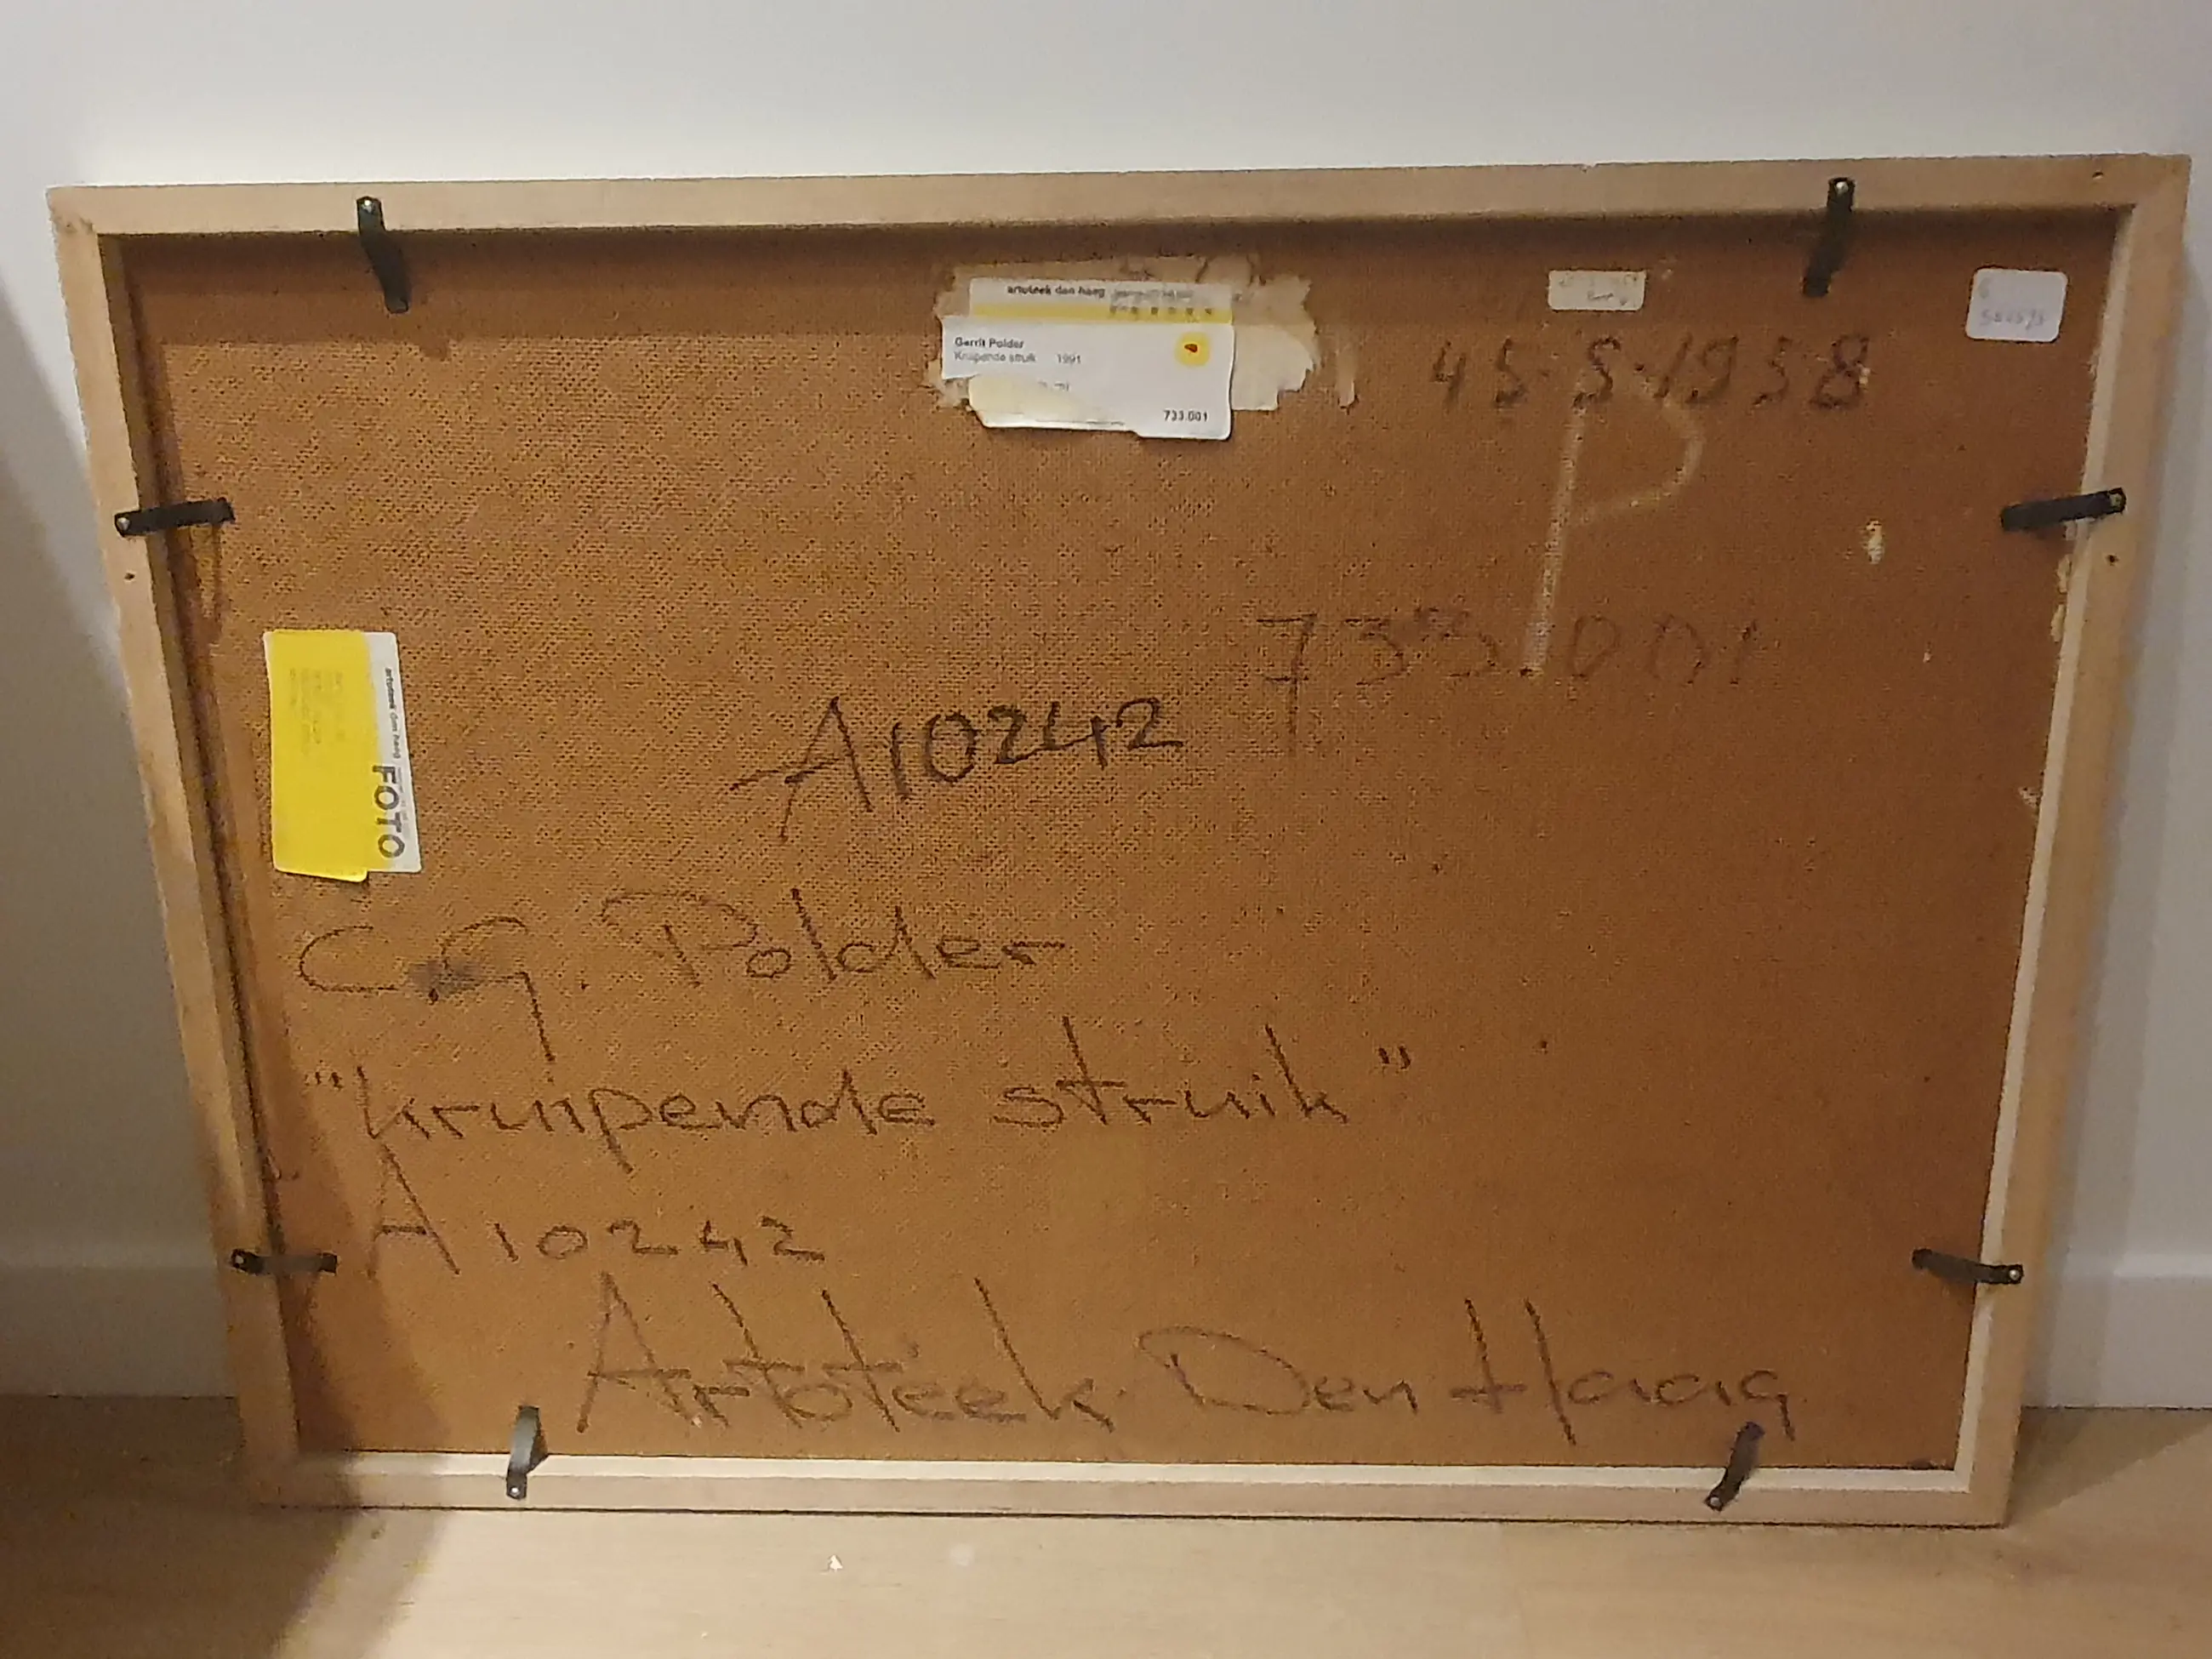 artoteek den haag
Gerrit Polder
Kruipende struik 1991
733.001
45·S·1958
P
733.001
A10242
artoteek den haag
FOTO
C.G. Polder
"kruipende struik"
A10242
Artoteek Den Haag